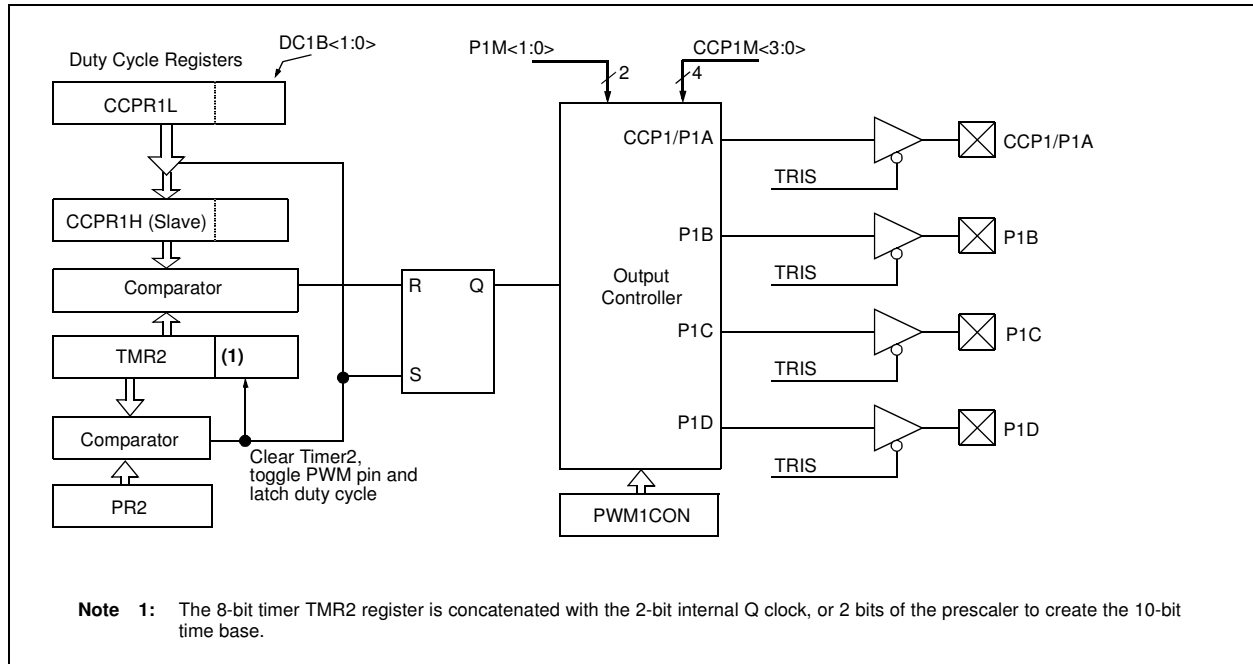 DC1B<1:0>
Duty Cycle Registers
CCPR1L
CCPR1H (Slave)
Comparator
TMR2
(1)
Comparator
PR2
Clear Timer2,
toggle PWM pin and
latch duty cycle
R
Q
S
P1M<1:0>
2
CCP1M<3:0>
4
Output
Controller
CCP1/P1A
P1B
P1C
P1D
PWM1CON
TRIS
CCP1/P1A
TRIS
P1B
TRIS
P1C
TRIS
P1D
Note 1: The 8-bit timer TMR2 register is concatenated with the 2-bit internal Q clock, or 2 bits of the prescaler to create the 10-bit
time base.